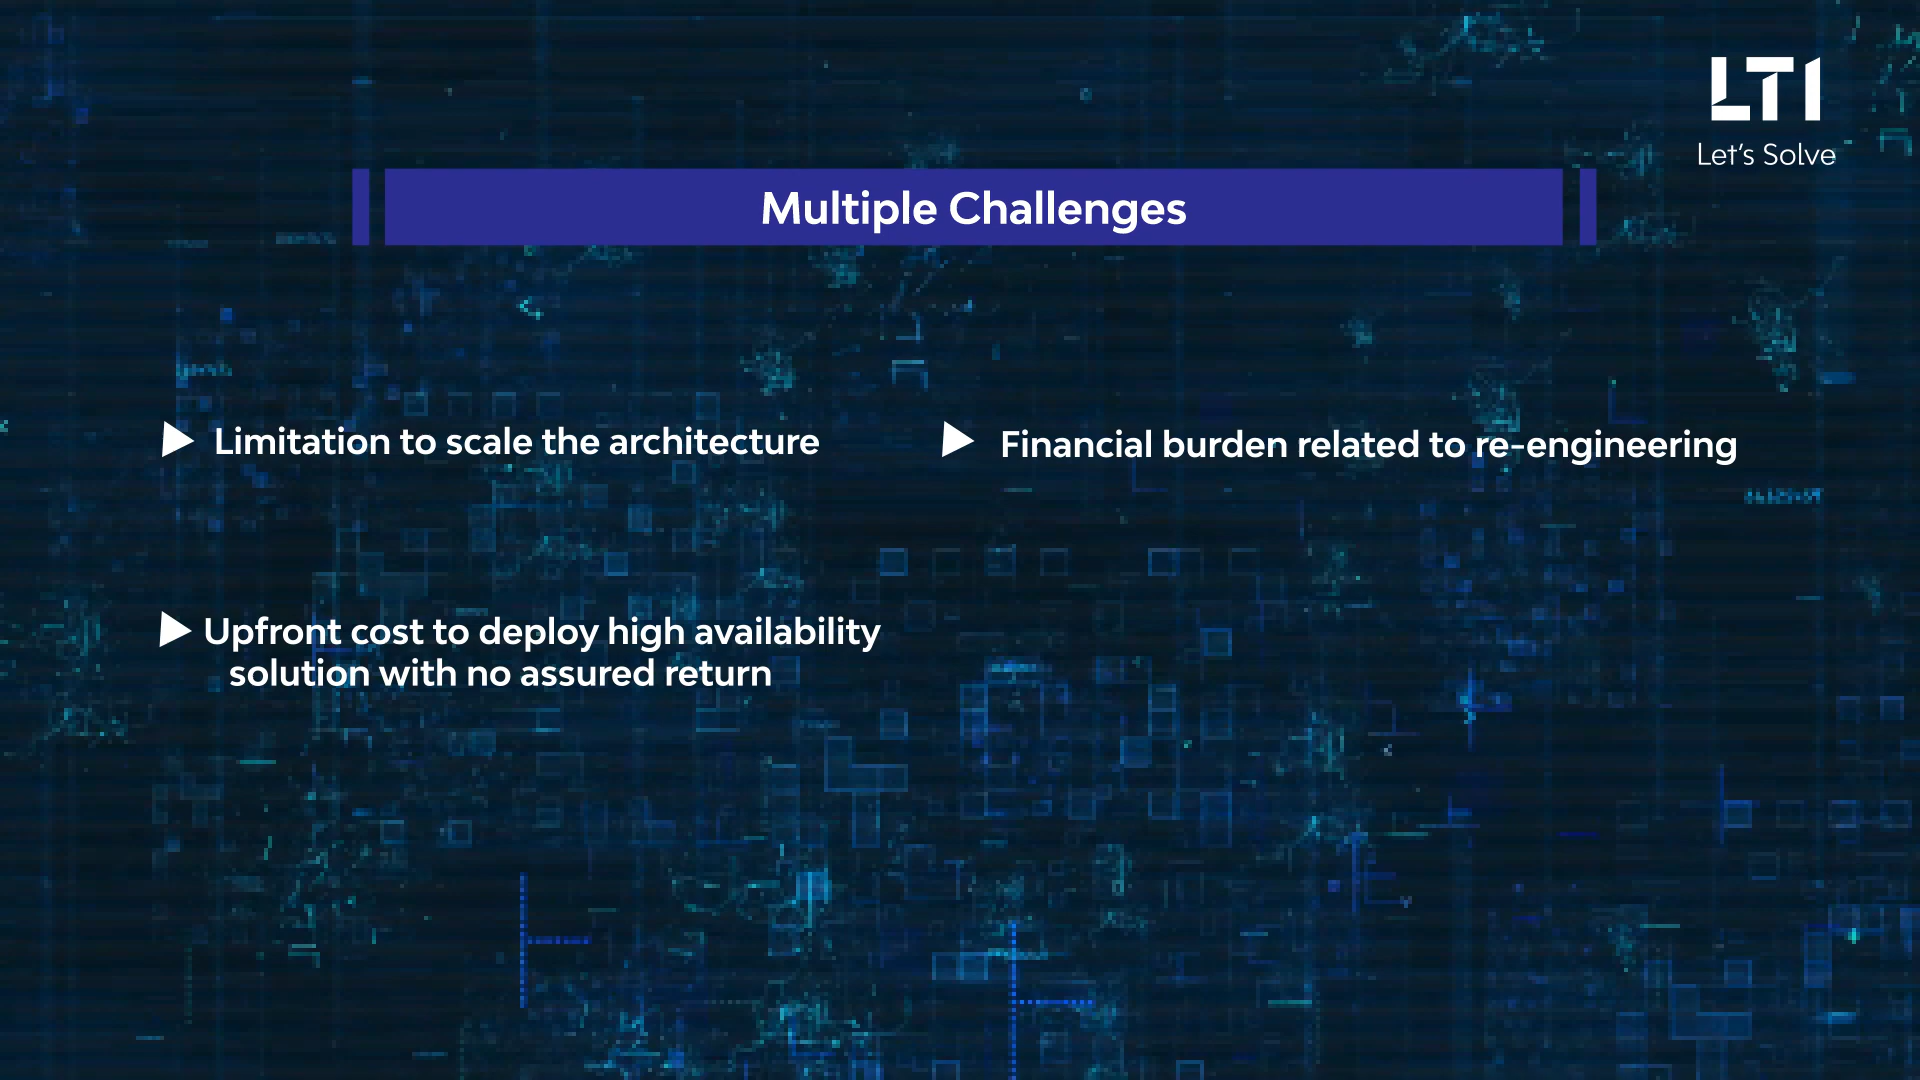 LTI
Let's Solve
Multiple Challenges
Limitation to scale the architecture
Financial burden related to re-engineering
Upfront cost to deploy high availability
solution with no assured return